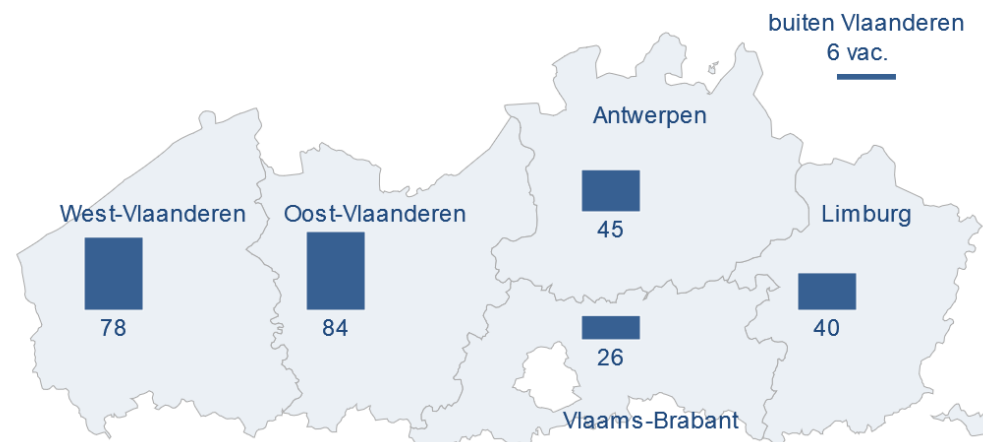 buiten Vlaanderen
6 vac.
Antwerpen
45
West-Vlaanderen
78
Oost-Vlaanderen
84
Limburg
40
26
Vlaams-Brabant